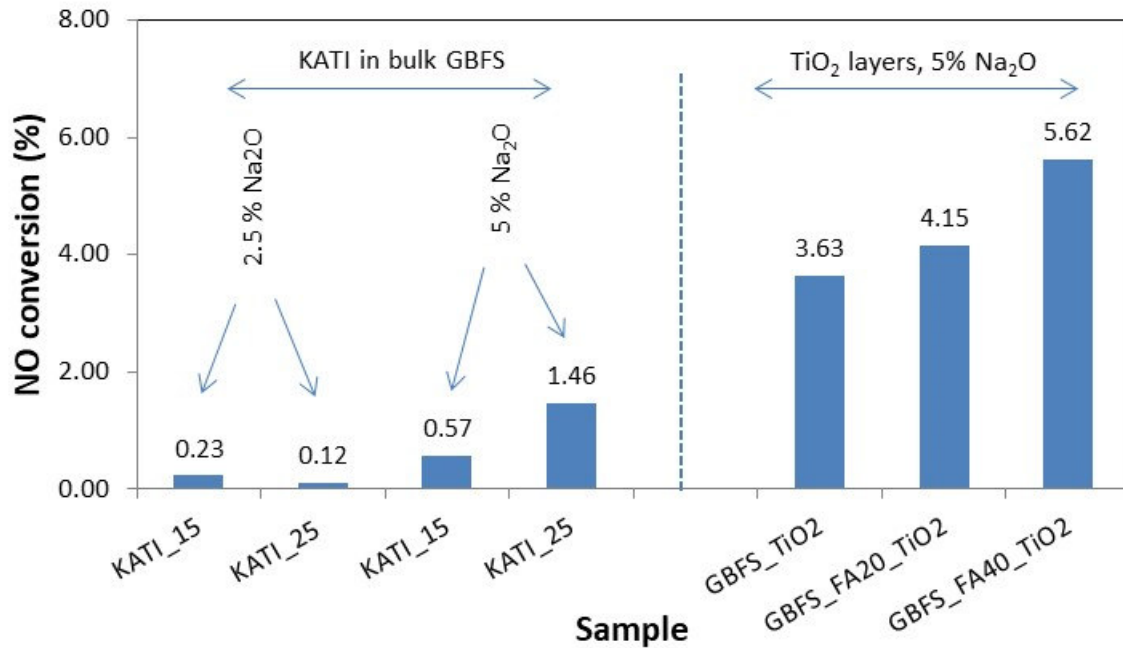 8.00
6.00
4.00
2.00
0.00
NO conversion (%)
KATI in bulk GBFS
TiO₂ layers, 5% Na₂O
2.5 % Na2O
5 % Na₂O
0.23
0.12
0.57
1.46
3.63
4.15
5.62
KATI_15
KATI_25
KATI_15
KATI_25
GBFS_TiO2
GBFS_FA20_TiO2
GBFS_FA40_TiO2
Sample